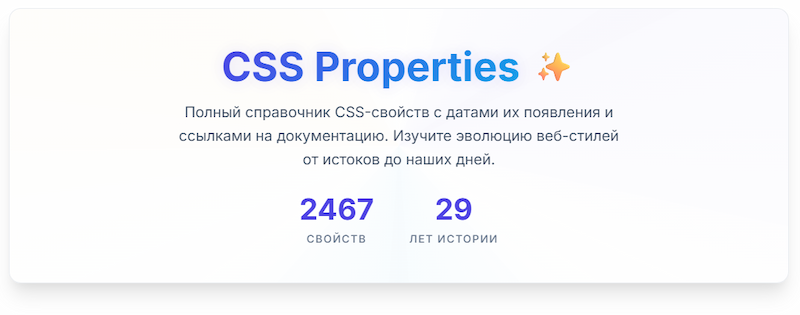 CSS Properties ✨
Полный справочник CSS-свойств с датами их появления и
ссылками на документацию. Изучите эволюцию веб-стилей
от истоков до наших дней.
2467 29
СВОЙСТВ ЛЕТ ИСТОРИИ